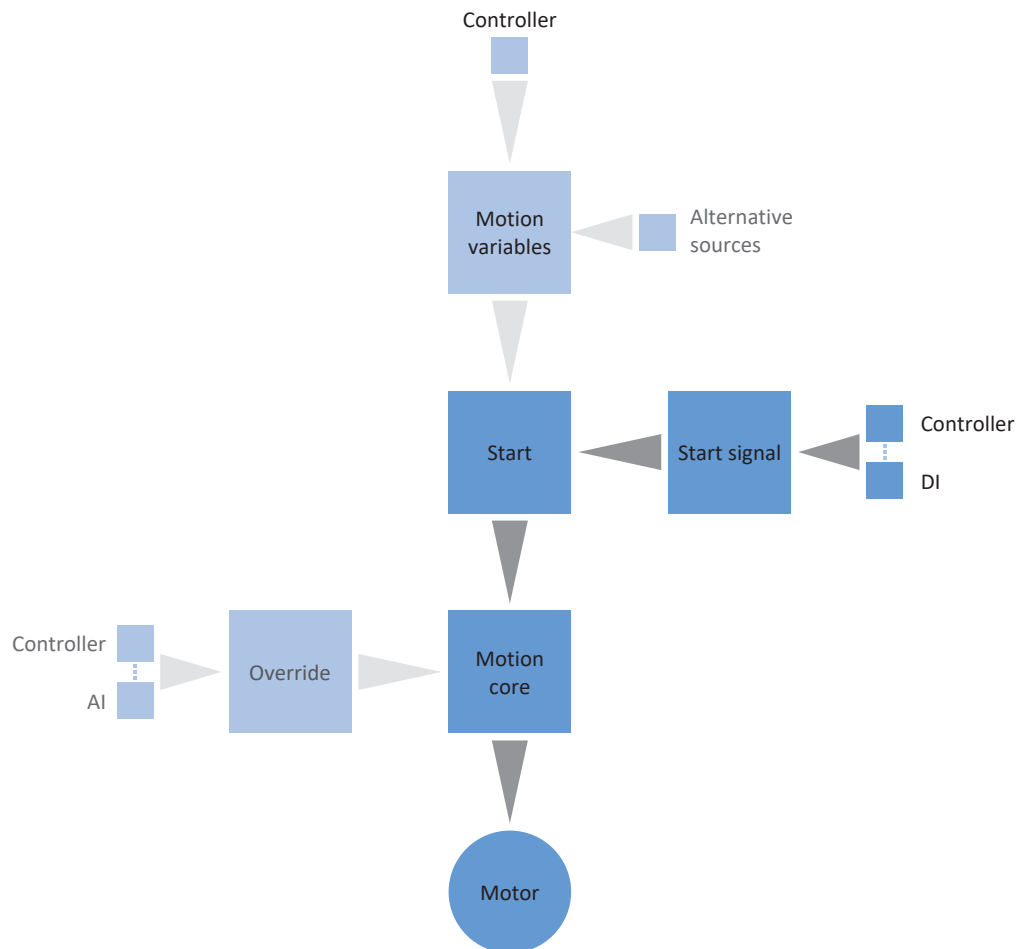 Controller
Motion
variables
Alternative
sources
Start
Start signal
Controller
DI
Controller
AI
Override
Motion
core
Motor